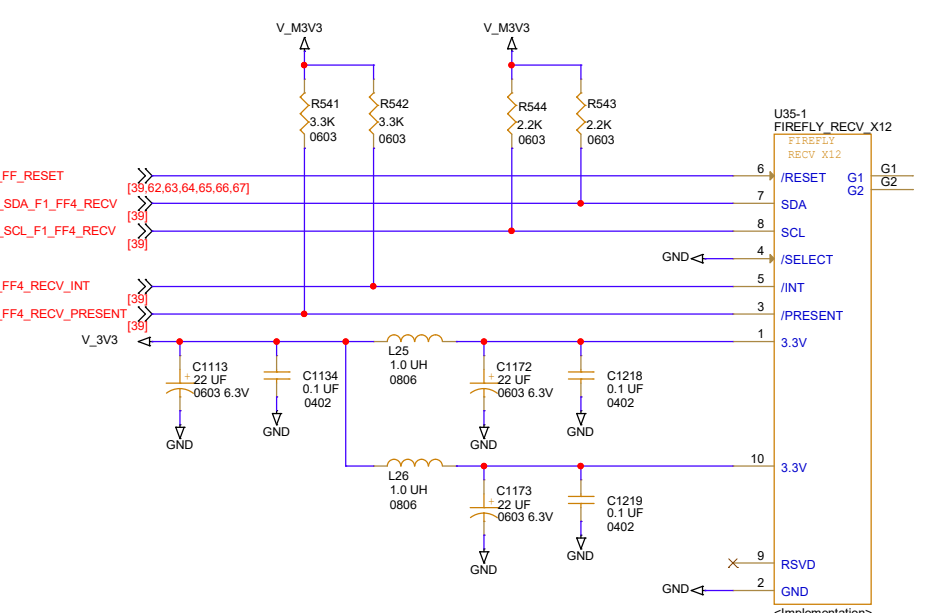 V_M3V3
V_M3V3
R541
3.3K
0603
R542
3.3K
0603
R544
2.2K
0603
R543
2.2K
0603
U35-1
FIREFLY_RECV_X12
FIREFLY
RECV X12
_FF_RESET
[39,62,63,64,65,66,67]
6
/RESET
G1
G1
G2
G2
_SDA_F1_FF4_RECV
[39]
7
SDA
_SCL_F1_FF4_RECV
[39]
8
SCL
GND
4
/SELECT
_FF4_RECV_INT
[39]
5
/INT
_FF4_RECV_PRESENT
[39]
3
/PRESENT
V_3V3
1
3.3V
L25
1.0 UH
0806
C1113
+
22 UF
0603 6.3V
GND
C1134
0.1 UF
0402
GND
C1172
+
22 UF
0603 6.3V
GND
C1218
0.1 UF
0402
GND
10
3.3V
L26
1.0 UH
0806
C1173
+
22 UF
0603 6.3V
GND
C1219
0.1 UF
0402
GND
9
RSVD
GND
2
GND
<Implementation>